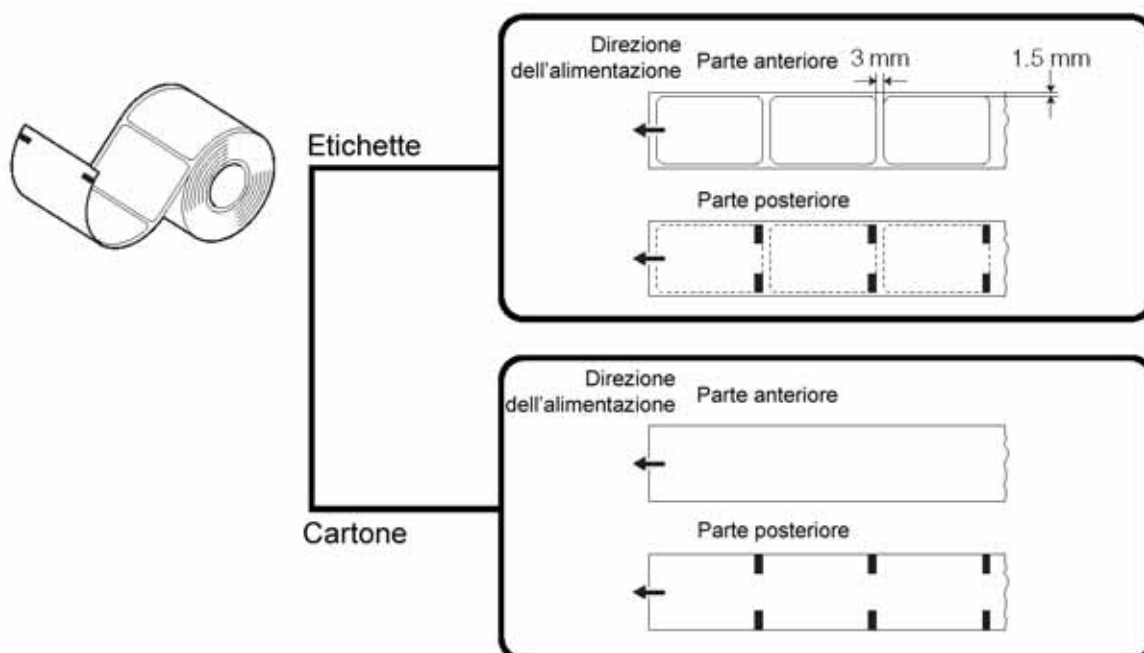 Etichette
Direzione
dell'alimentazione
Parte anteriore
3 mm
1.5 mm
Parte posteriore
Cartone
Direzione
dell'alimentazione
Parte anteriore
Parte posteriore